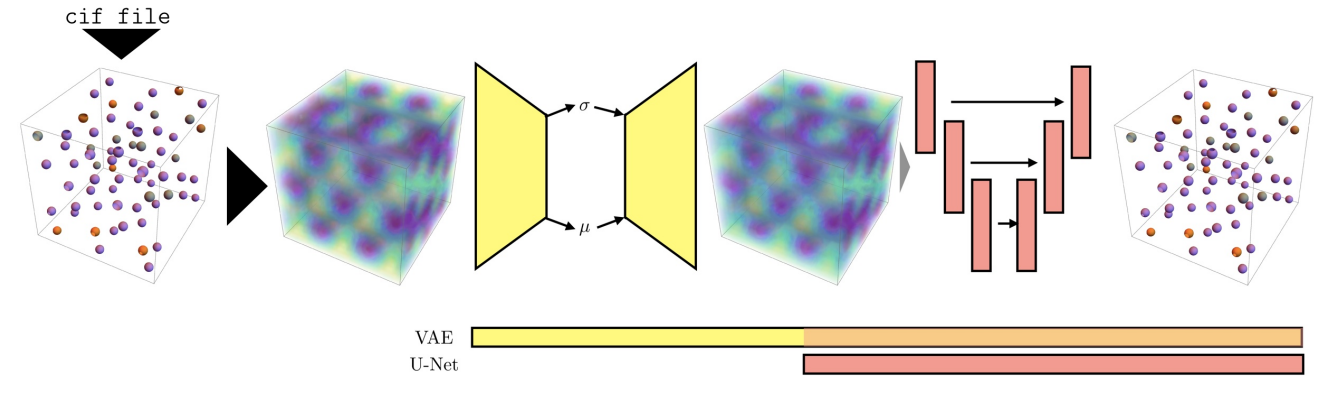 cif file
σ
μ
VAE
U-Net